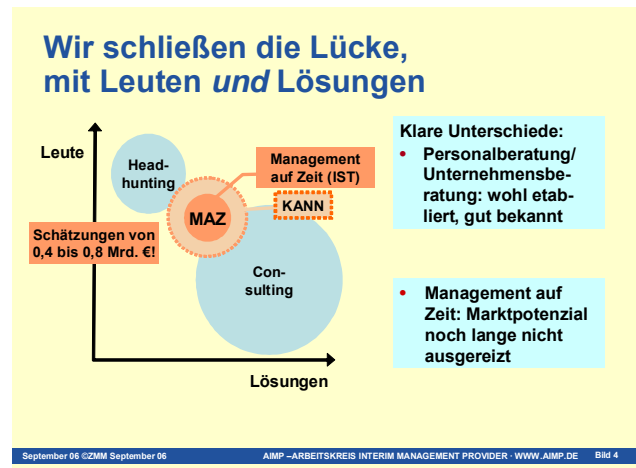 Wir schließen die Lücke,
mit Leuten und Lösungen
Leute
Head-
hunting
Management
auf Zeit (IST)
KANN
MAZ
Schätzungen von
0,4 bis 0,8 Mrd. €!
Con-
sulting
Lösungen
Klare Unterschiede:
• Personalberatung/
Unternehmensbe-
ratung: wohl etab-
liert, gut bekannt
• Management auf
Zeit: Marktpotenzial
noch lange nicht
ausgereizt
September 06 ©ZMM September 06
AIMP –ARBEITSKREIS INTERIM MANAGEMENT PROVIDER · WWW.AIMP.DE
Bild 4